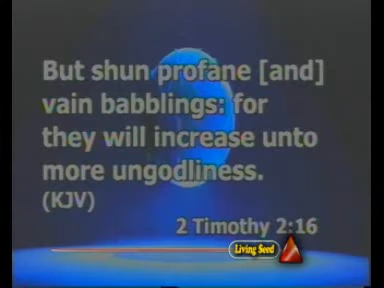 But shun profane [and]
vain babblings: for
they will increase unto
more ungodliness.
(KJV)
2 Timothy 2:16
Living Seed